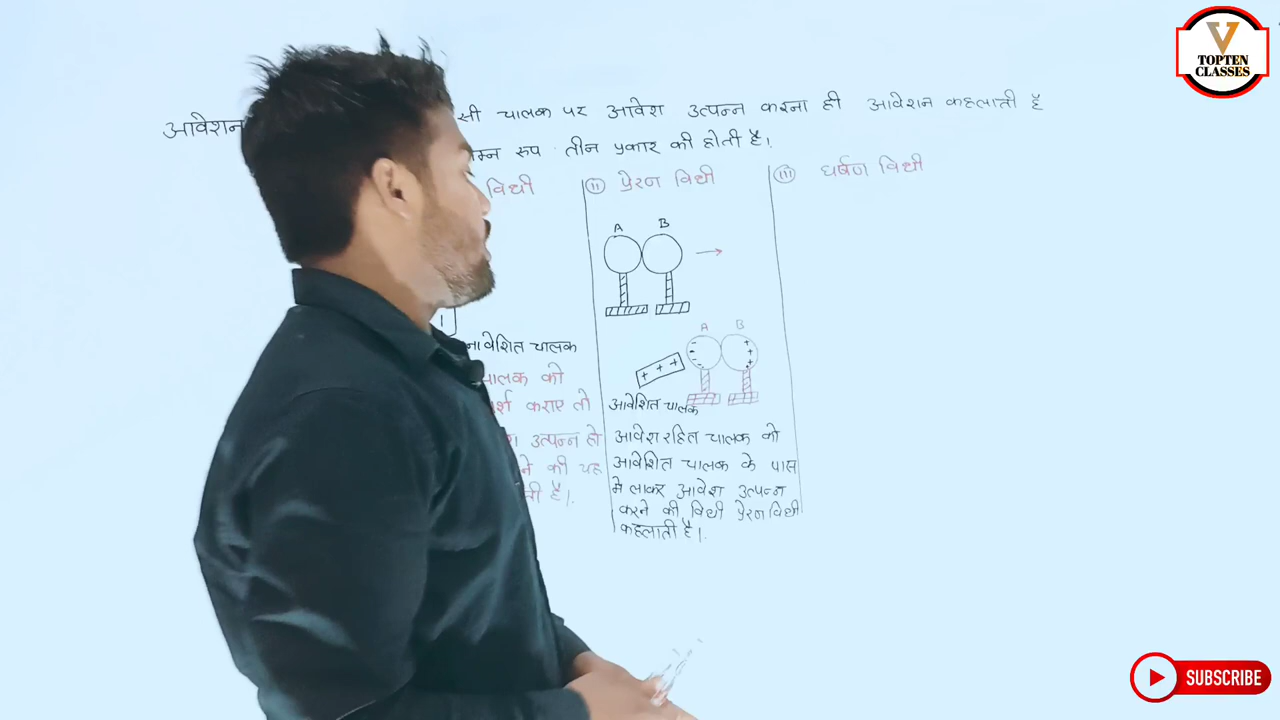 आवेशन सी चालक पर आवेश उत्पन्न करना ही आवेशन कहलाती है
म्न रूप तीन प्रकार की होती है।
विधी
नावेशित चालक
चालक को
र्श कराए तो
श उत्पन्न हो
ने की यह
ती है।
(ii) प्रेरण विधी
A B
A B
+ + +
आवेशित चालक
आवेश रहित चालक को
आवेशित चालक के पास
मे लाकर आवेश उत्पन्न
करने की विधी प्रेरण विधी
कहलाती है।
(iii) घर्षण विधी
V
TOPTEN
CLASSES
SUBSCRIBE